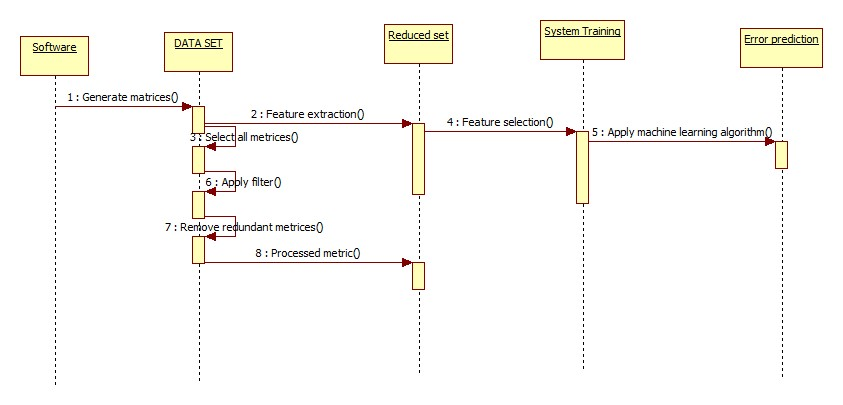 Software
DATA SET
Reduced set
System Training
Error prediction
1 : Generate matrices()
2 : Feature extraction()
3 : Select all metrices()
4 : Feature selection()
5 : Apply machine learning algorithm()
6 : Apply filter()
7 : Remove redundant metrices()
8 : Processed metric()